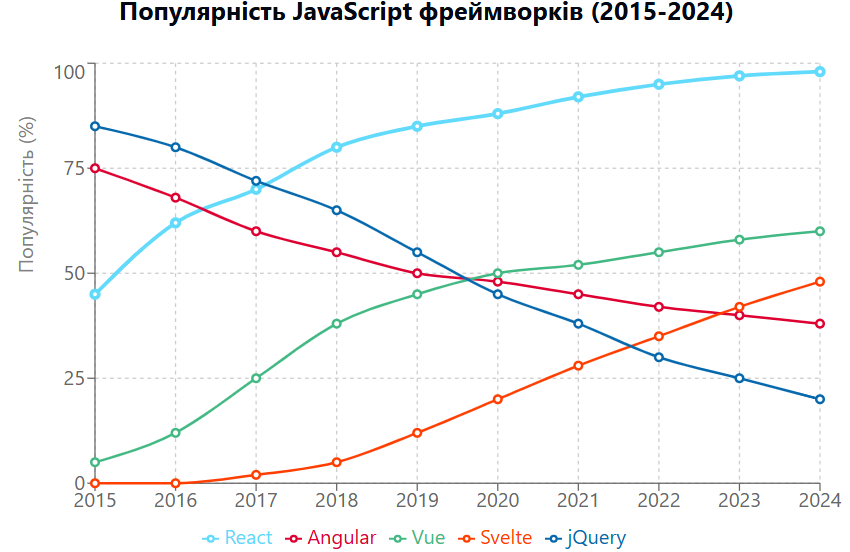 Популярність JavaScript фреймворків (2015-2024)
Популярність (%)
100
75
50
25
0
2015 2016 2017 2018 2019 2020 2021 2022 2023 2024
React Angular Vue Svelte jQuery